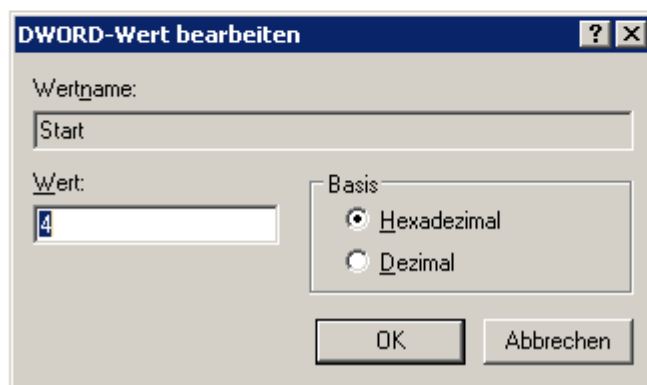 DWORD-Wert bearbeiten
Wertname:
Start
Wert:
4
Basis
Hexadezimal
Dezimal
OK
Abbrechen